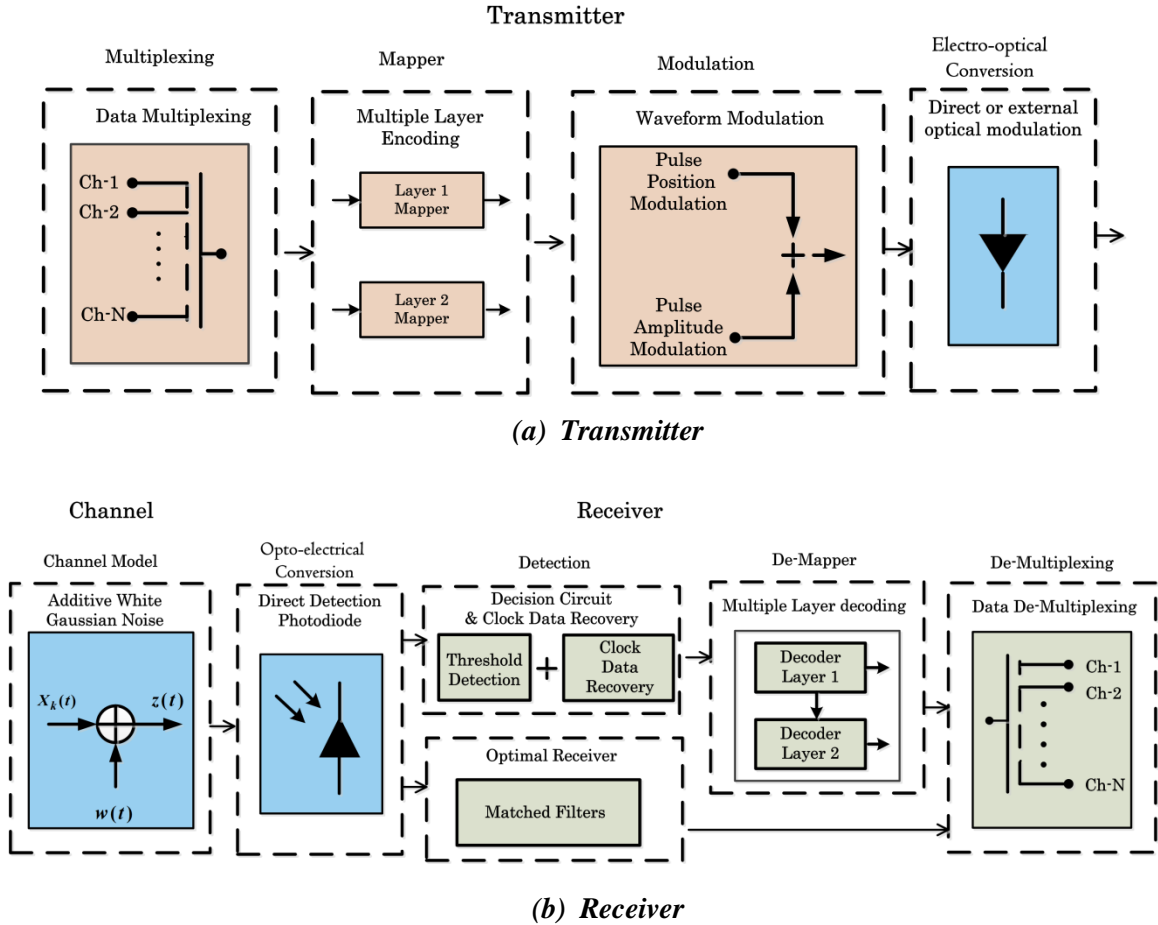 Transmitter
Multiplexing
Mapper
Modulation
Electro-optical
Conversion
Data Multiplexing
Ch-1
Ch-2
Ch-N
Multiple Layer
Encoding
Layer 1
Mapper
Layer 2
Mapper
Waveform Modulation
Pulse
Position
Modulation
+
Pulse
Amplitude
Modulation
Direct or external
optical modulation
(a) Transmitter
Channel
Receiver
Channel Model
Opto-electrical
Conversion
Detection
De-Mapper
De-Multiplexing
Additive White
Gaussian Noise
X_k(t)
z(t)
w(t)
Direct Detection
Photodiode
Decision Circuit
& Clock Data Recovery
Threshold
Detection
+
Clock
Data
Recovery
Optimal Receiver
Matched Filters
Multiple Layer decoding
Decoder
Layer 1
Decoder
Layer 2
Data De-Multiplexing
Ch-1
Ch-2
Ch-N
(b) Receiver